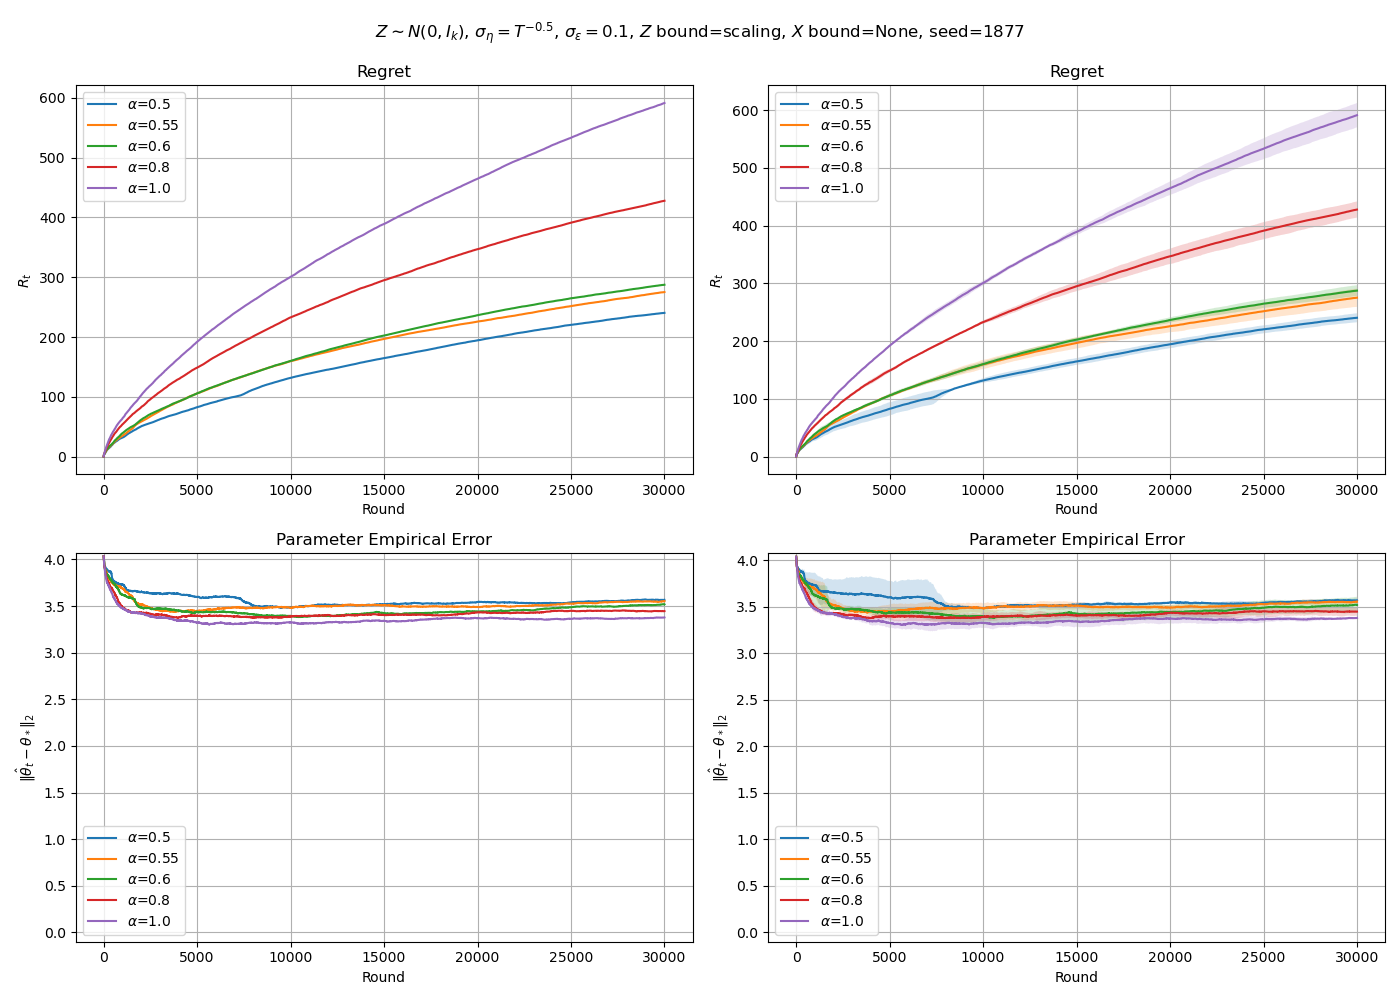 Z ∼ N(0, I_k), σ_η = T^{−0.5}, σ_ε = 0.1, Z bound=scaling, X bound=None, seed=1877
Regret
R_t
600
500
400
300
200
100
0
α=0.5
α=0.55
α=0.6
α=0.8
α=1.0
0 5000 10000 15000 20000 25000 30000
Round
Regret
R_t
600
500
400
300
200
100
0
α=0.5
α=0.55
α=0.6
α=0.8
α=1.0
0 5000 10000 15000 20000 25000 30000
Round
Parameter Empirical Error
‖θ̂_t − θ_*‖₂
4.0
3.5
3.0
2.5
2.0
1.5
1.0
0.5
0.0
α=0.5
α=0.55
α=0.6
α=0.8
α=1.0
0 5000 10000 15000 20000 25000 30000
Round
Parameter Empirical Error
‖θ̂_t − θ_*‖₂
4.0
3.5
3.0
2.5
2.0
1.5
1.0
0.5
0.0
α=0.5
α=0.55
α=0.6
α=0.8
α=1.0
0 5000 10000 15000 20000 25000 30000
Round